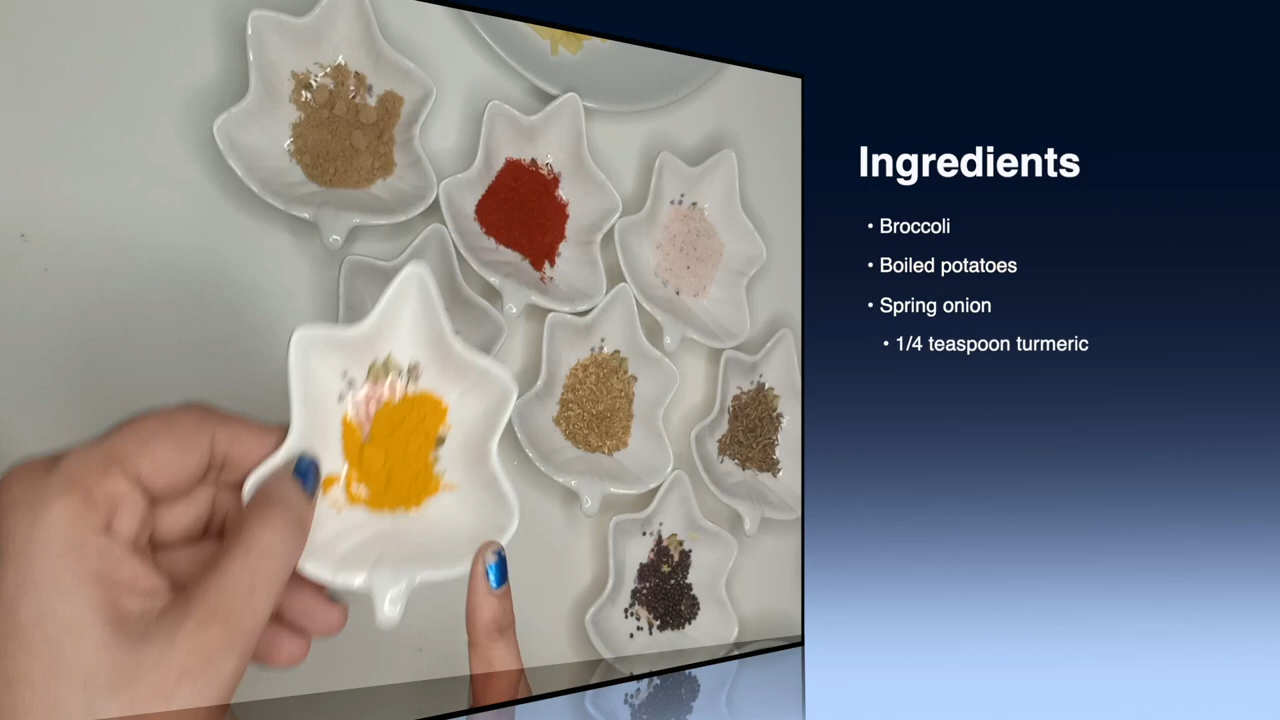 Ingredients
• Broccoli
• Boiled potatoes
• Spring onion
• 1/4 teaspoon turmeric